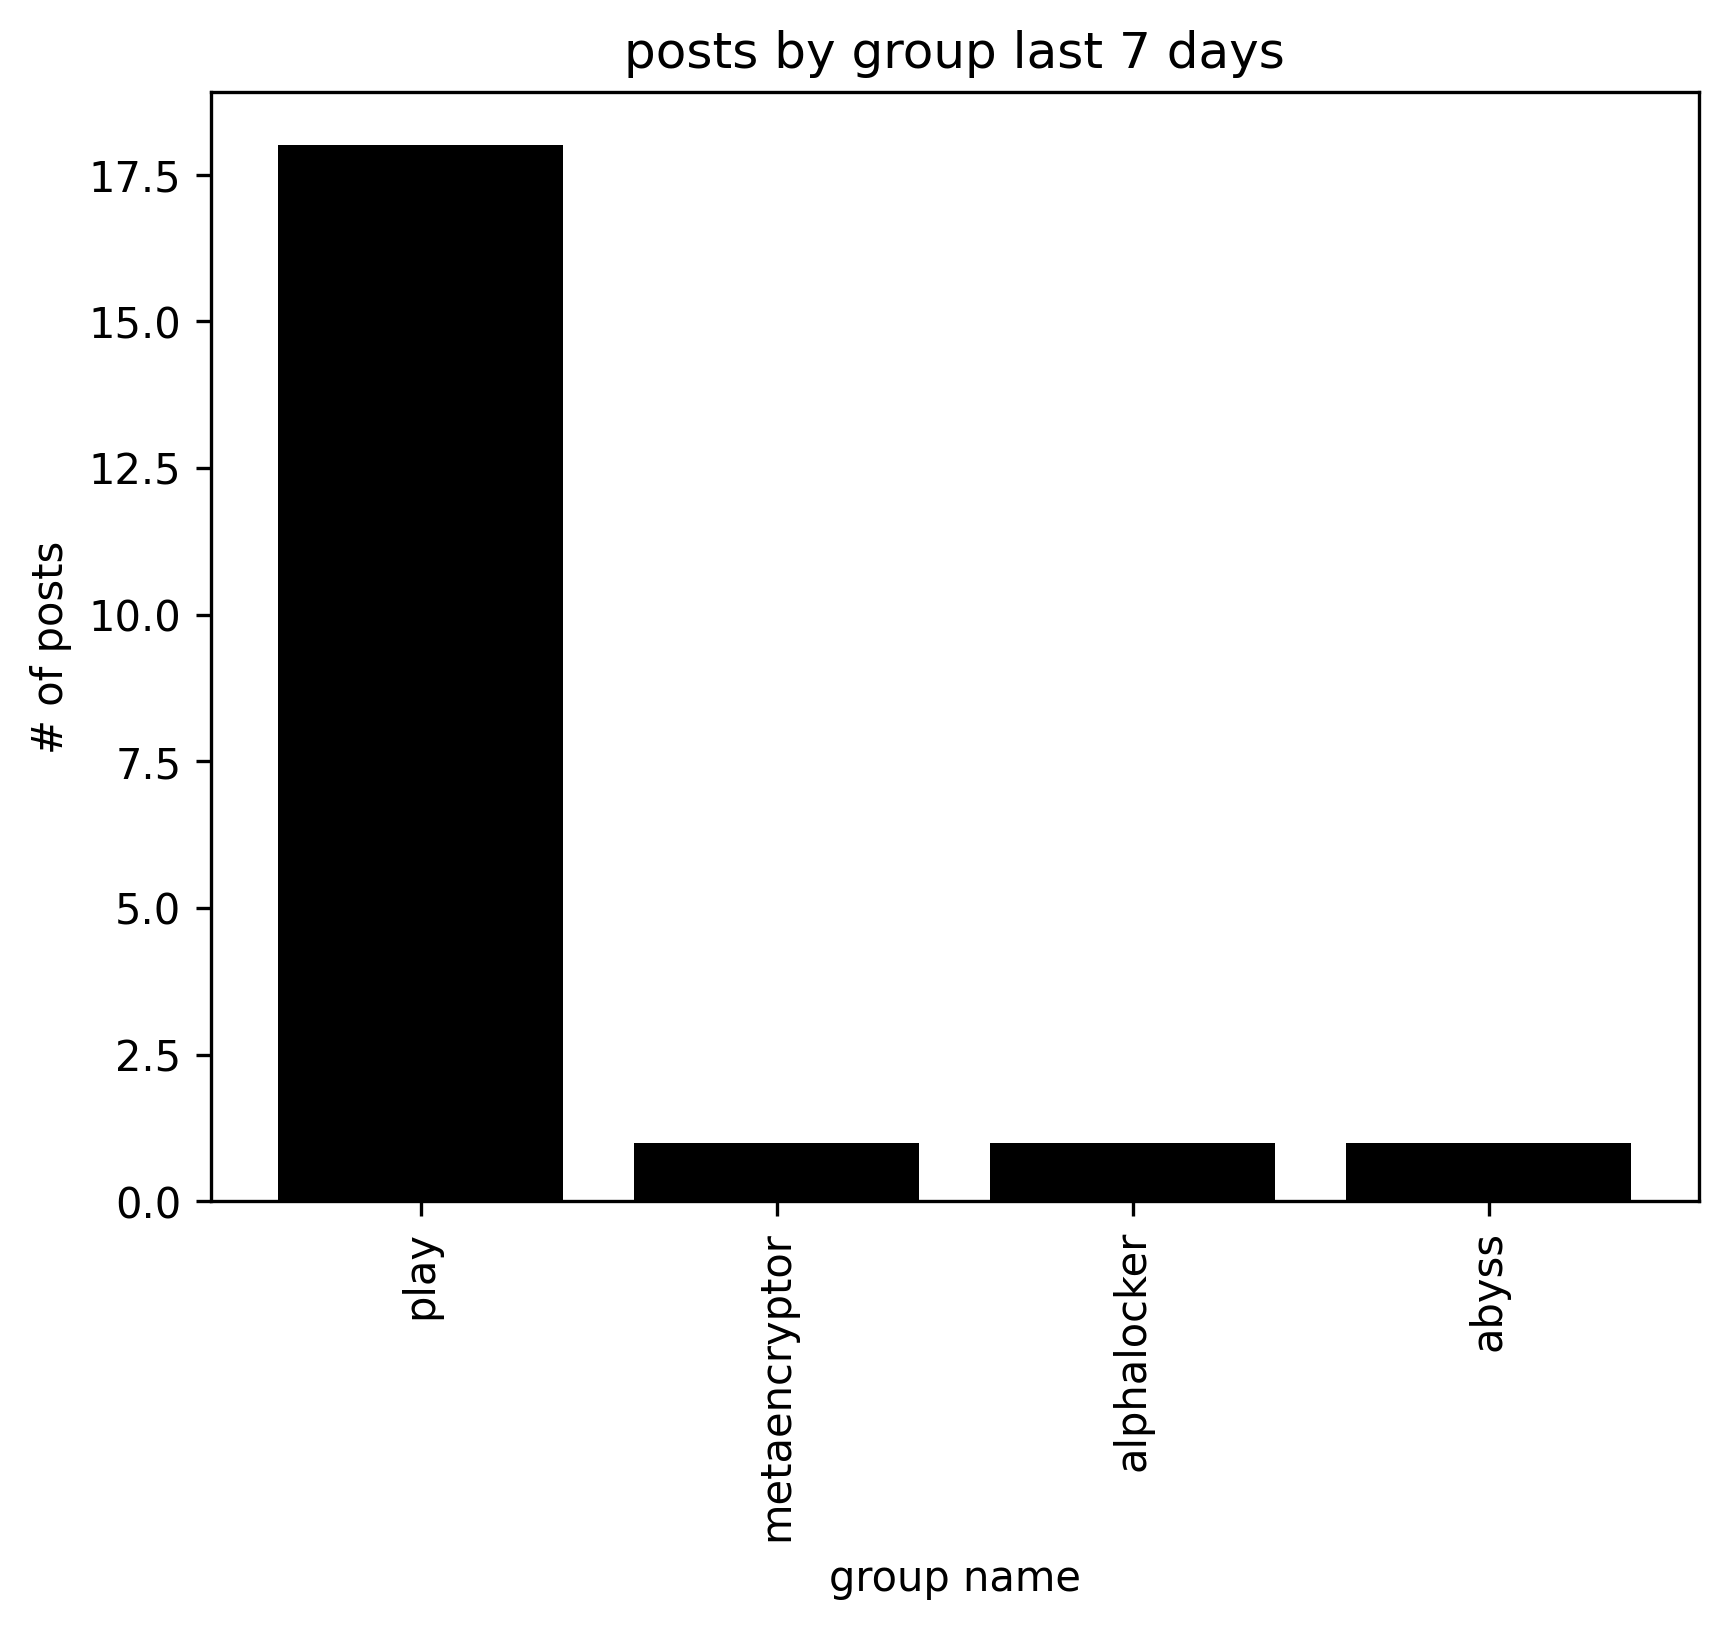 posts by group last 7 days
# of posts
17.5
15.0
12.5
10.0
7.5
5.0
2.5
0.0
play
metaencryptor
alphalocker
abyss
group name